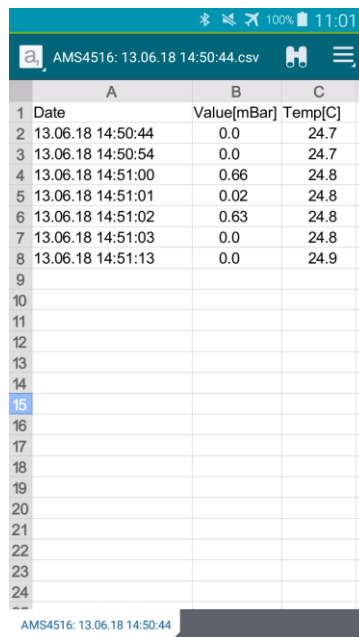 100% 11:01
a, AMS4516: 13.06.18 14:50:44.csv
A B C
1 Date Value[mBar] Temp[C]
2 13.06.18 14:50:44 0.0 24.7
3 13.06.18 14:50:54 0.0 24.7
4 13.06.18 14:51:00 0.66 24.8
5 13.06.18 14:51:01 0.02 24.8
6 13.06.18 14:51:02 0.63 24.8
7 13.06.18 14:51:03 0.0 24.8
8 13.06.18 14:51:13 0.0 24.9
9
10
11
12
13
14
15
16
17
18
19
20
21
22
23
24
AMS4516: 13.06.18 14:50:44